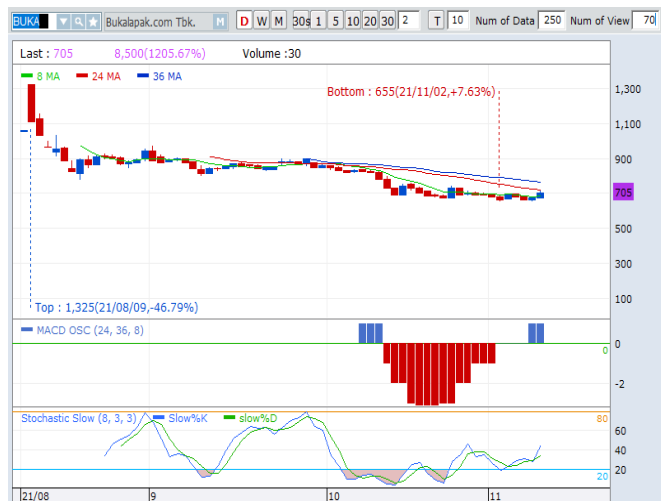 BUKA Bukalapak.com Tbk. M D W M 30s 1 5 10 20 30 2 T 10 Num of Data 250 Num of View 70
Last : 705 8,500(1205.67%) Volume :30
8 MA 24 MA 36 MA
Bottom : 655(21/11/02,+7.63%)
1,300
1,100
900
705
500
300
100
Top : 1,325(21/08/09,-46.79%)
MACD OSC (24, 36, 8)
0 0
-2
Stochastic Slow (8, 3, 3) Slow%K slow%D 80
60
40
20 20
21/08 9 10 11